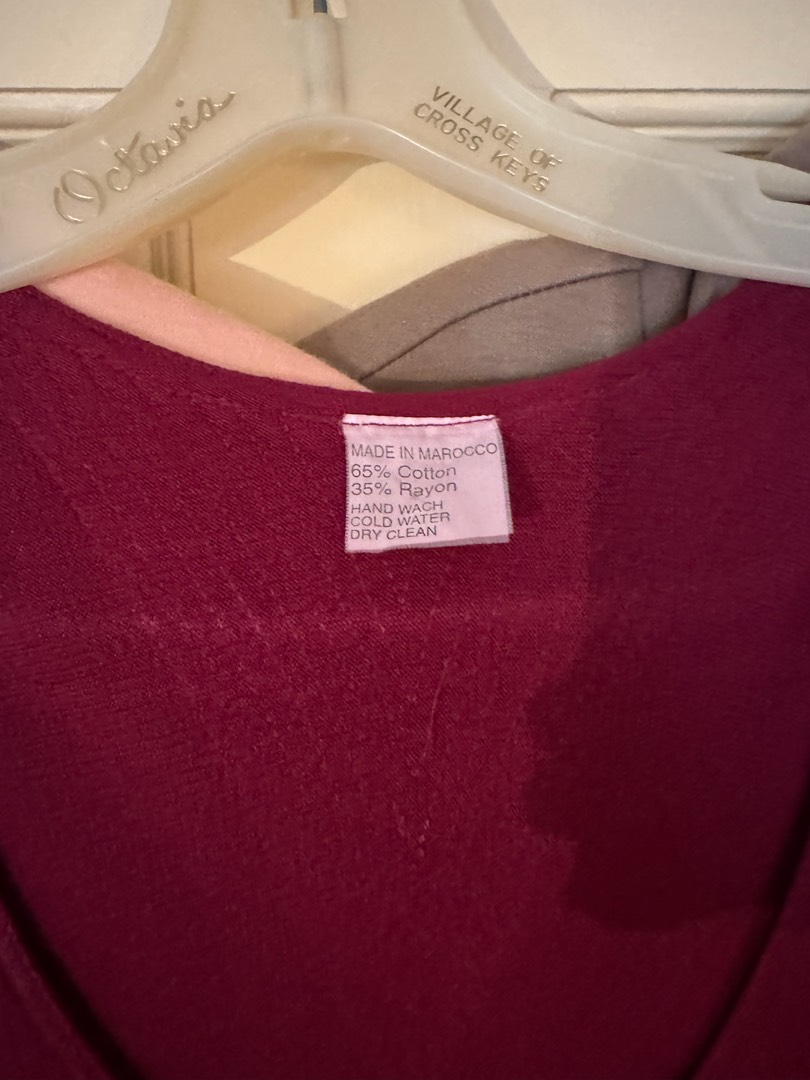 Octavia
VILLAGE OF
CROSS KEYS
MADE IN MAROCCO
65% Cotton
35% Rayon
HAND WACH
COLD WATER
DRY CLEAN